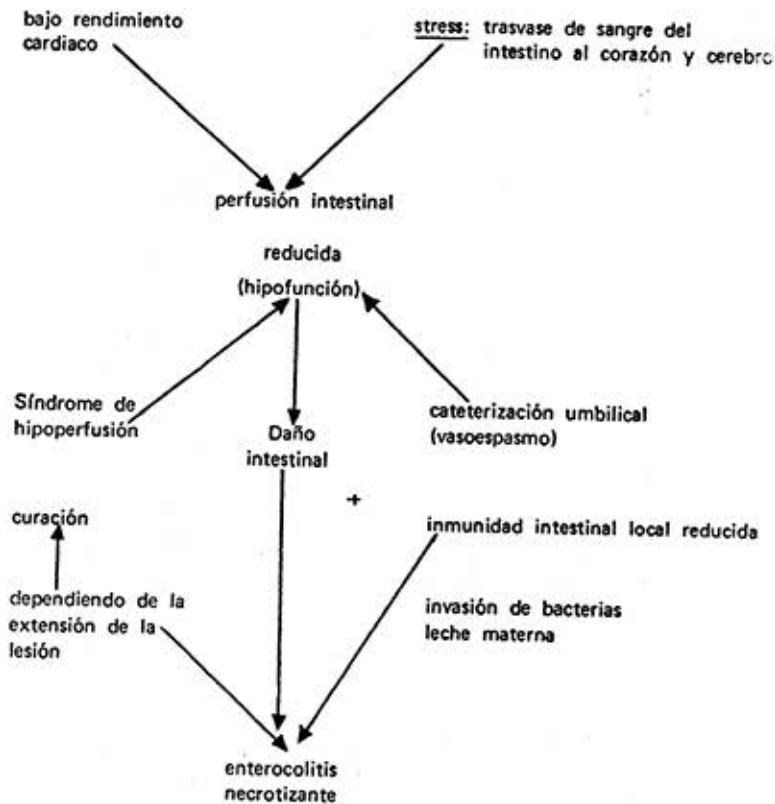 bajo rendimiento
cardiaco
stress: trasvase de sangre del
intestino al corazón y cerebro
perfusión intestinal
reducida
(hipofunción)
Síndrome de
hipoperfusión
cateterización umbilical
(vasoespasmo)
Daño
intestinal
+
curación
inmunidad intestinal local reducida
dependiendo de la
extensión de la
lesión
invasión de bacterias
leche materna
enterocolitis
necrotizante